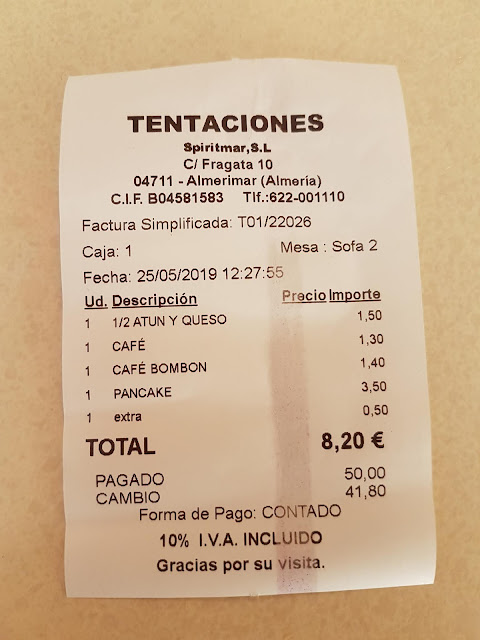 TENTACIONES
Spiritmar,S.L
C/ Fragata 10
04711 - Almerimar (Almería)
C.I.F. B04581583 Tlf.:622-001110
Factura Simplificada: T01/22026
Caja: 1 Mesa : Sofa 2
Fecha: 25/05/2019 12:27:55
Ud. Descripción Precio Importe
1 1/2 ATUN Y QUESO 1,50
1 CAFÉ 1,30
1 CAFÉ BOMBON 1,40
1 PANCAKE 3,50
1 extra 0,50
TOTAL 8,20 €
PAGADO 50,00
CAMBIO 41,80
Forma de Pago: CONTADO
10% I.V.A. INCLUIDO
Gracias por su visita.